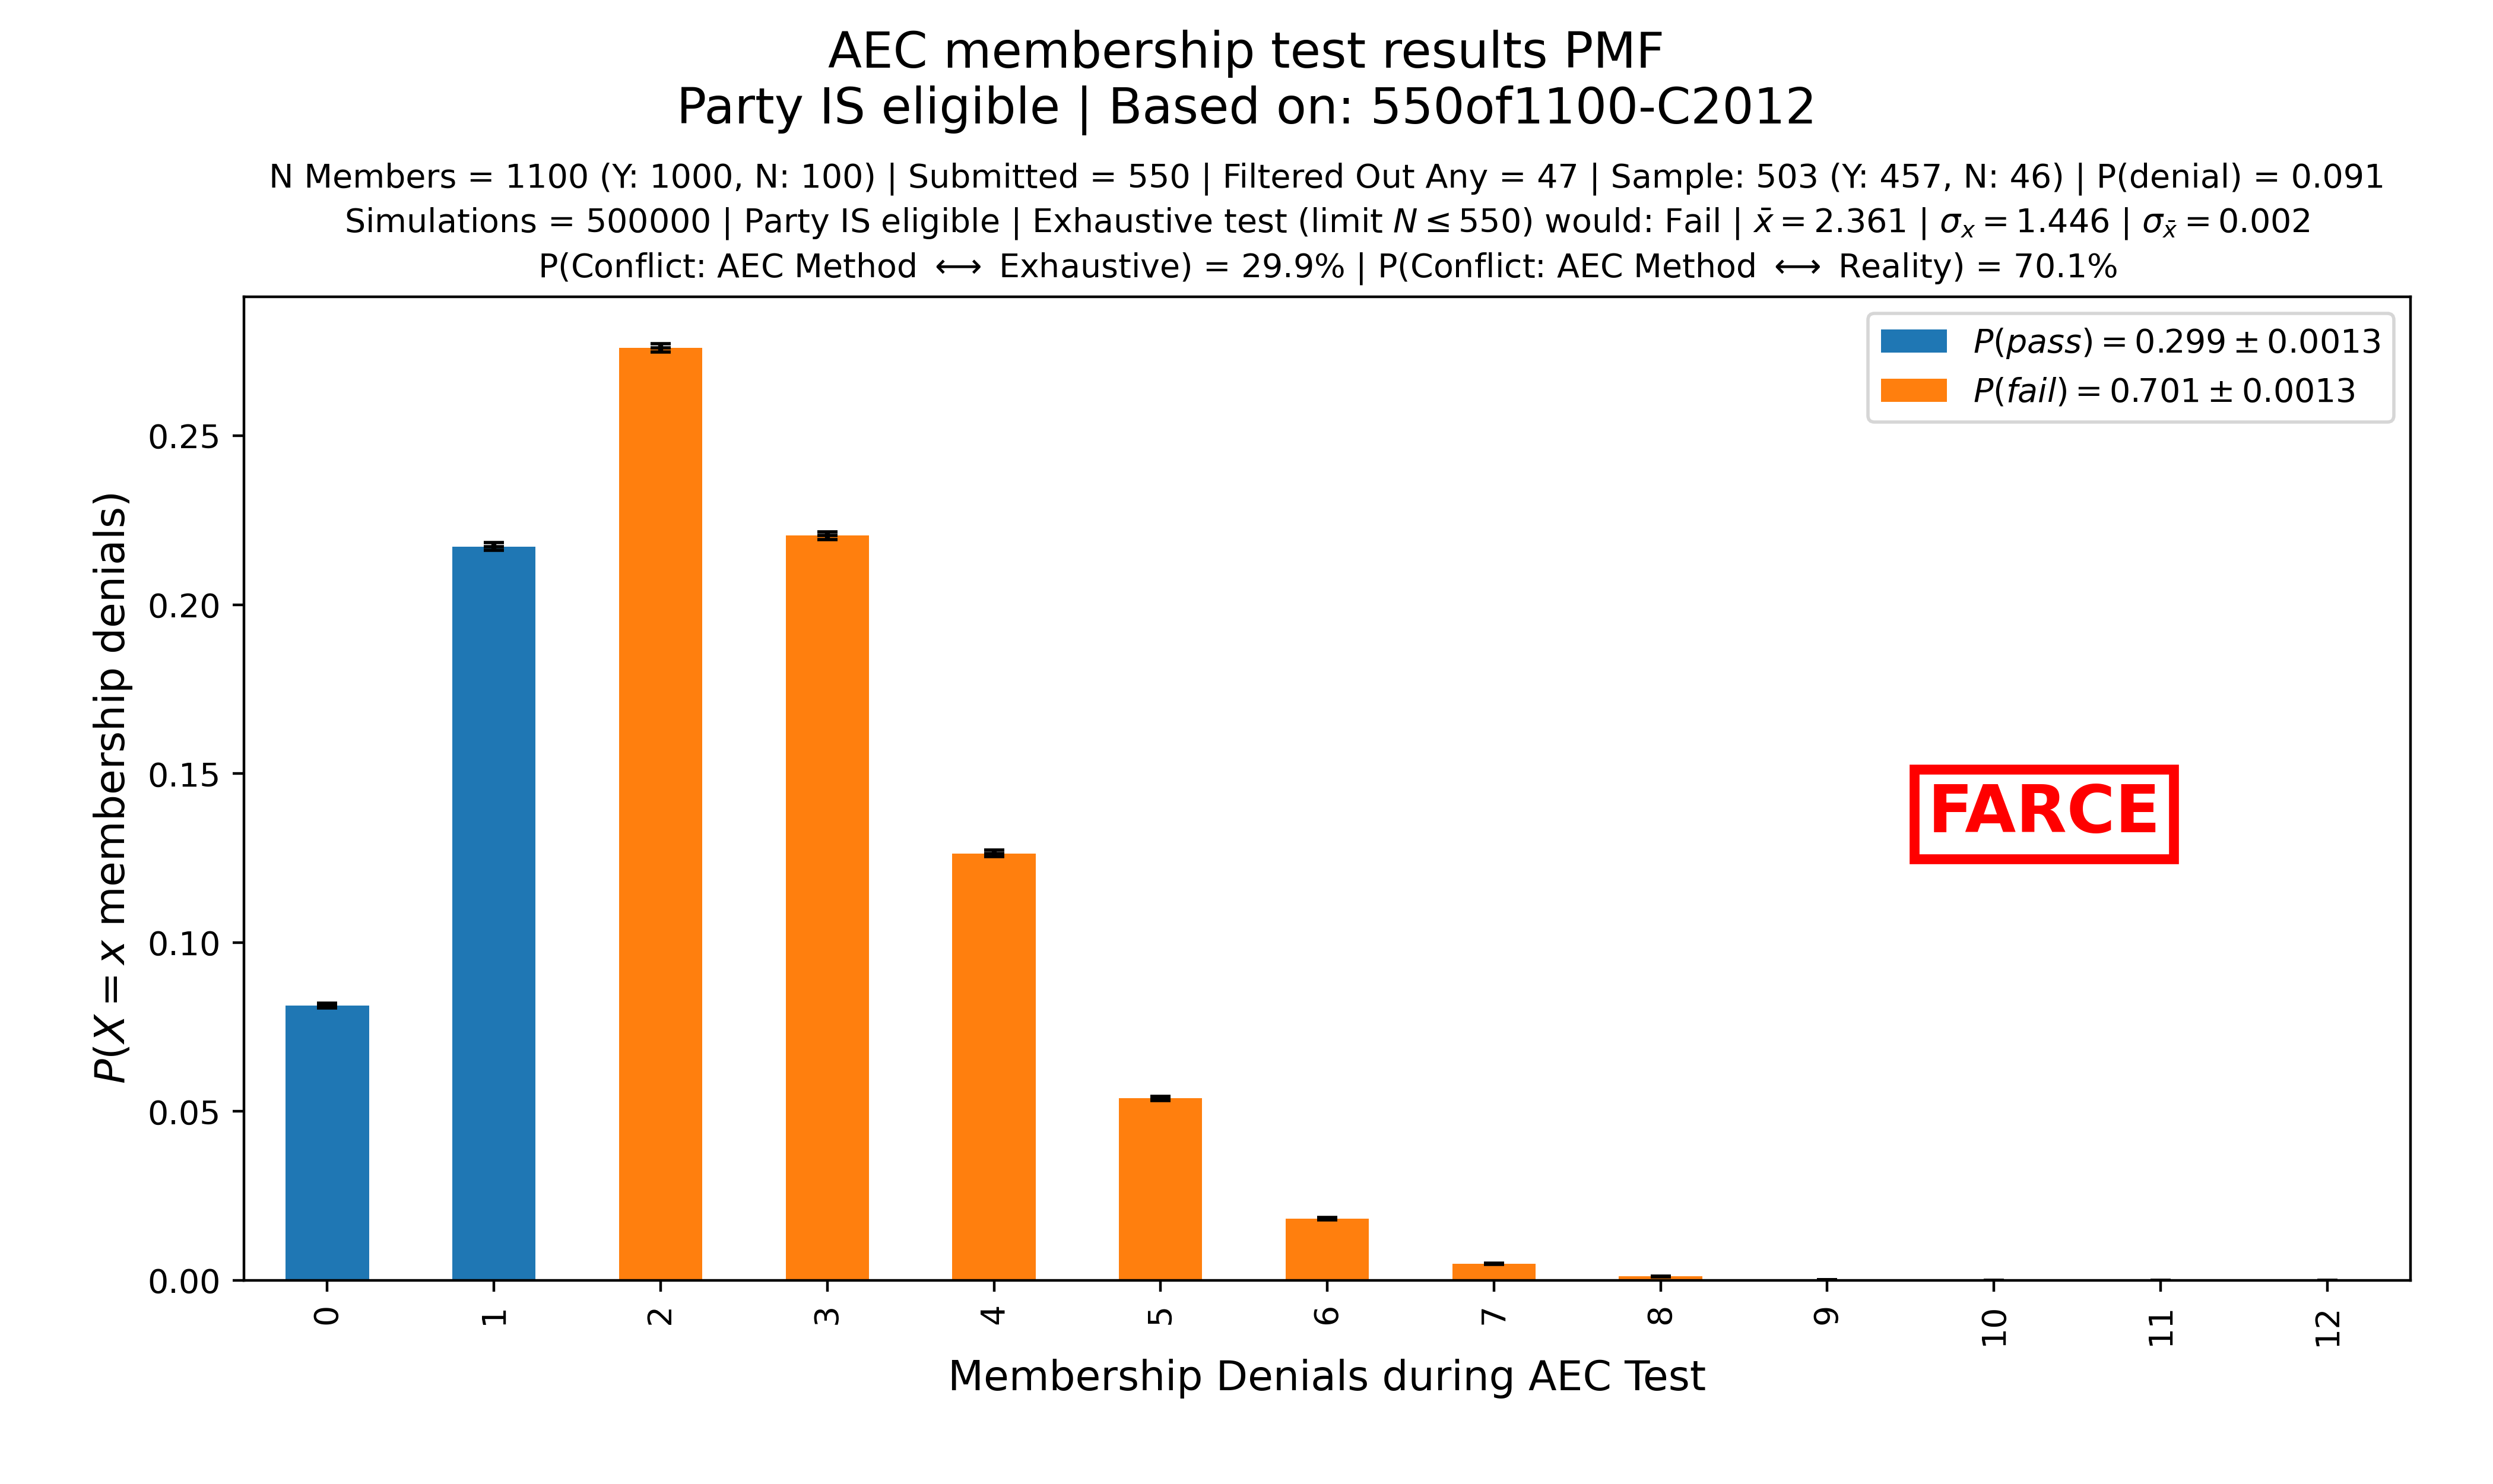 AEC membership test results PMF
Party IS eligible | Based on: 550of1100-C2012
N Members = 1100 (Y: 1000, N: 100) | Submitted = 550 | Filtered Out Any = 47 | Sample: 503 (Y: 457, N: 46) | P(denial) = 0.091
Simulations = 500000 | Party IS eligible | Exhaustive test (limit N ≤ 550) would: Fail | x̄ = 2.361 | σₓ = 1.446 | σ_x̄ = 0.002
P(Conflict: AEC Method ⟷ Exhaustive) = 29.9% | P(Conflict: AEC Method ⟷ Reality) = 70.1%
P(pass) = 0.299 ± 0.0013
P(fail) = 0.701 ± 0.0013
P(X = x membership denials)
0.25
0.20
0.15
0.10
0.05
0.00
FARCE
0 1 2 3 4 5 6 7 8 9 10 11 12
Membership Denials during AEC Test